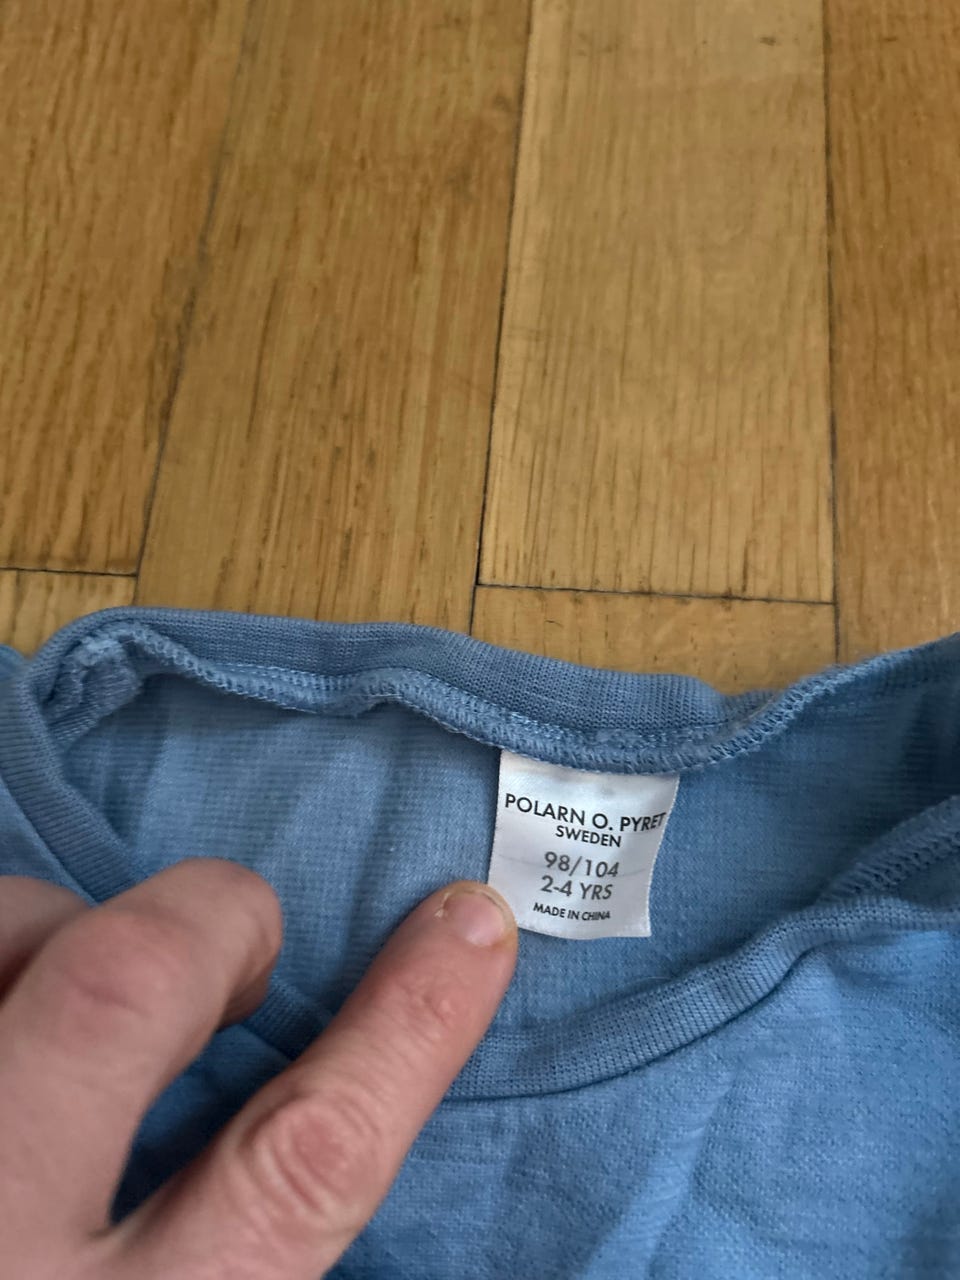 POLARN O. PYRET
SWEDEN
98/104
2-4 YRS
MADE IN CHINA